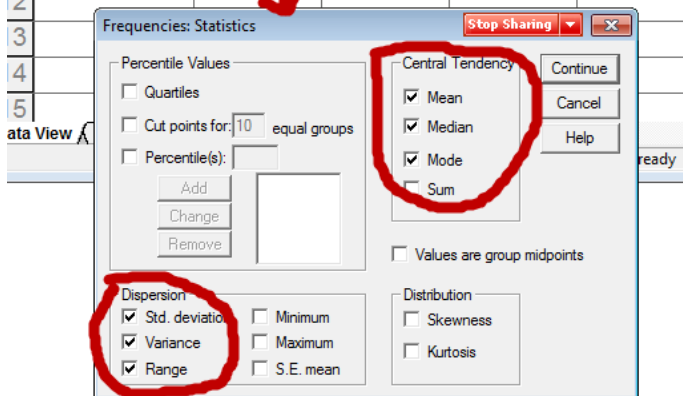 2
3
4
5
ata View
ready
Frequencies: Statistics
Stop Sharing
Percentile Values
Quartiles
Cut points for: 10 equal groups
Percentile(s):
Add
Change
Remove
Central Tendency
Mean
Median
Mode
Sum
Continue
Cancel
Help
Values are group midpoints
Dispersion
Std. deviation
Minimum
Variance
Maximum
Range
S.E. mean
Distribution
Skewness
Kurtosis